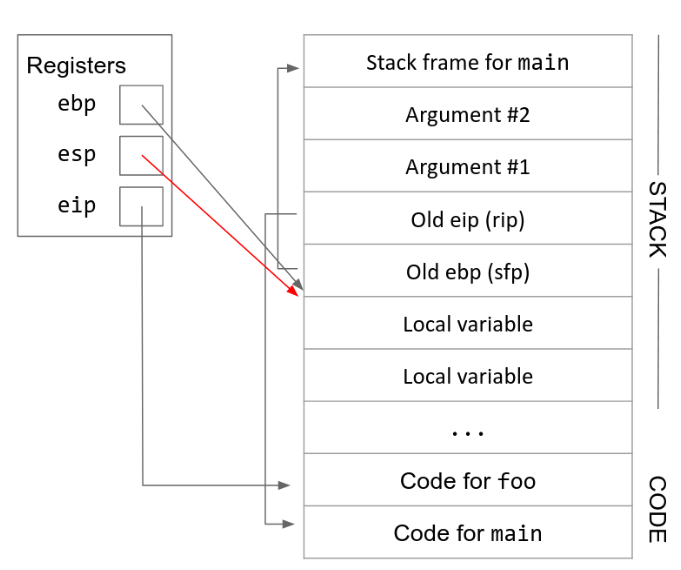 Registers
ebp
esp
eip
Stack frame for main
Argument #2
Argument #1
Old eip (rip)
Old ebp (sfp)
Local variable
Local variable
...
Code for foo
Code for main
STACK
CODE